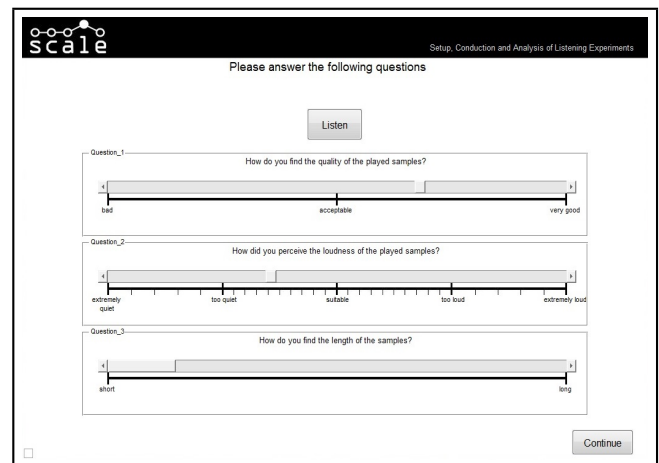 scale
Setup, Conduction and Analysis of Listening Experiments
Please answer the following questions
Listen
Question_1
How do you find the quality of the played samples?
bad acceptable very good
Question_2
How did you perceive the loudness of the played samples?
extremely quiet too quiet suitable too loud extremely loud
Question_3
How do you find the length of the samples?
short long
Continue